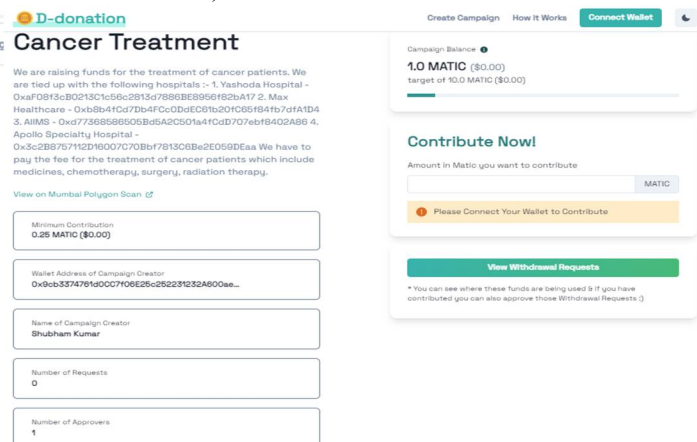 D-donation
Create Campaign How it Works Connect Wallet
Cancer Treatment
We are raising funds for the treatment of cancer patients. We
are tied up with the following hospitals :- 1. Yashoda Hospital -
0xaF08f3cB0213C1c56c2813d7886BE8956f82bA17 2. Max
Healthcare - 0xb8b4fCd7Db4FCc0DdEC61b20fC65f84fb7dfA1D4
3. AIIMS - 0xd77368586505Bd5A2C501a4fCdD707ebf8402A86 4.
Apollo Specialty Hospital -
0x3c2B8757112D16007C70Bbf7813C6Be2E059DEaa We have to
pay the fee for the treatment of cancer patients which include
medicines, chemotherapy, surgery, radiation therapy.
View on Mumbai Polygon Scan
Minimum Contribution
0.25 MATIC ($0.00)
Wallet Address of Campaign Creator
0x9cb3374761d0CC7f06E25c252231232A600ae...
Name of Campaign Creator
Shubham Kumar
Number of Requests
0
Number of Approvers
1
Campaign Balance
1.0 MATIC ($0.00)
target of 10.0 MATIC ($0.00)
Contribute Now!
Amount in Matic you want to contribute
MATIC
Please Connect Your Wallet to Contribute
View Withdrawal Requests
* You can see where these funds are being used & if you have
contributed you can also approve those Withdrawal Requests :)